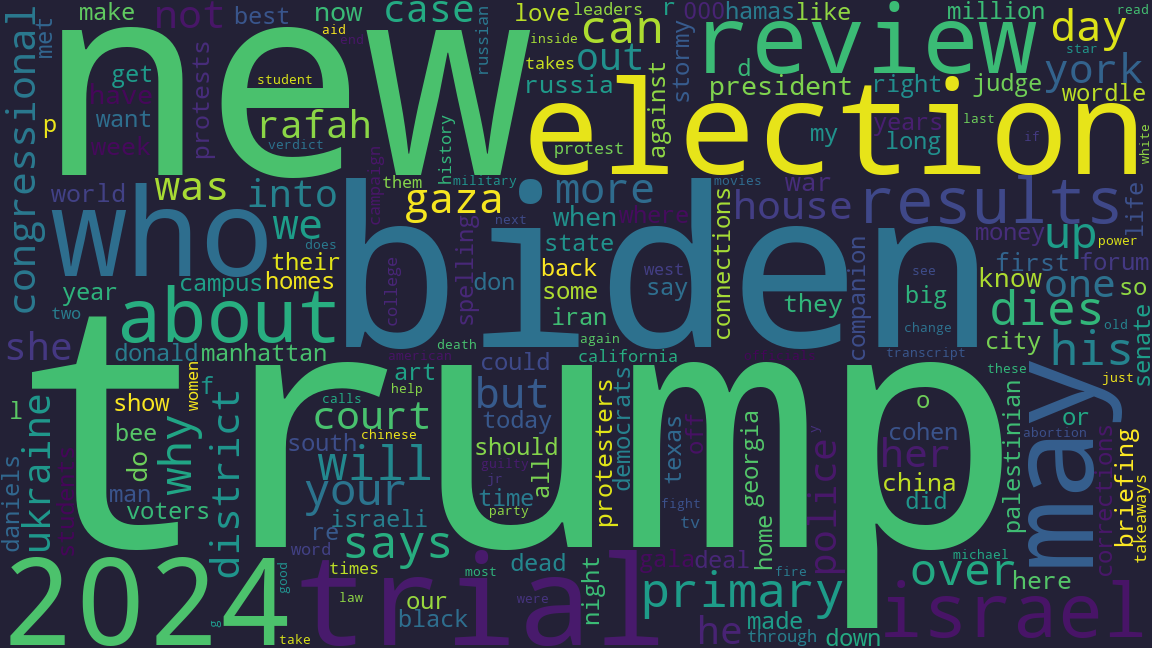 make
not
now
best
case
love
leaders
r
000
hamas
like
million
read
congressional
met
new
aid
end
russian
inside
can
review
day
get
have
student
takes
out
stormy
d
star
york
want
protests
russia
president
right
judge
wordle
p
rafah
verdict
history
protest
against
my
years
long
last
if
white
election
world
was
into
campaign
them
military
gaza
more
movies
war
house
results
life
who
we
does
next
when
where
state
connections
money
up
power
their
biden
spelling
don
back
some
west
say
they
companion
see
big
first
forum
know
one
so
year
campus
homes
college
iran
change
dies
two
about
death
again
city
old
his
senate
she
donald
manhattan
american
could
california
transcript
these
just
may
trump
women
f
art
help
but
today
democrats
l
show
calls
court
chinese
o
cohen
or
abortion
bee
why
south
should
protesters
texas
off
georgia
y
her
palestinian
corrections
briefing
takeaways
ukraine
do
district
will
guilty
all
police
china
did
daniels
man
your
jr
time
fight
voters
israeli
party
tv
re
says
word
home
2024
good
times
trial
dead
night
deal
michael
over
here
most
fire
law
our
were
primary
israel
g
black
made
take
he
through
down